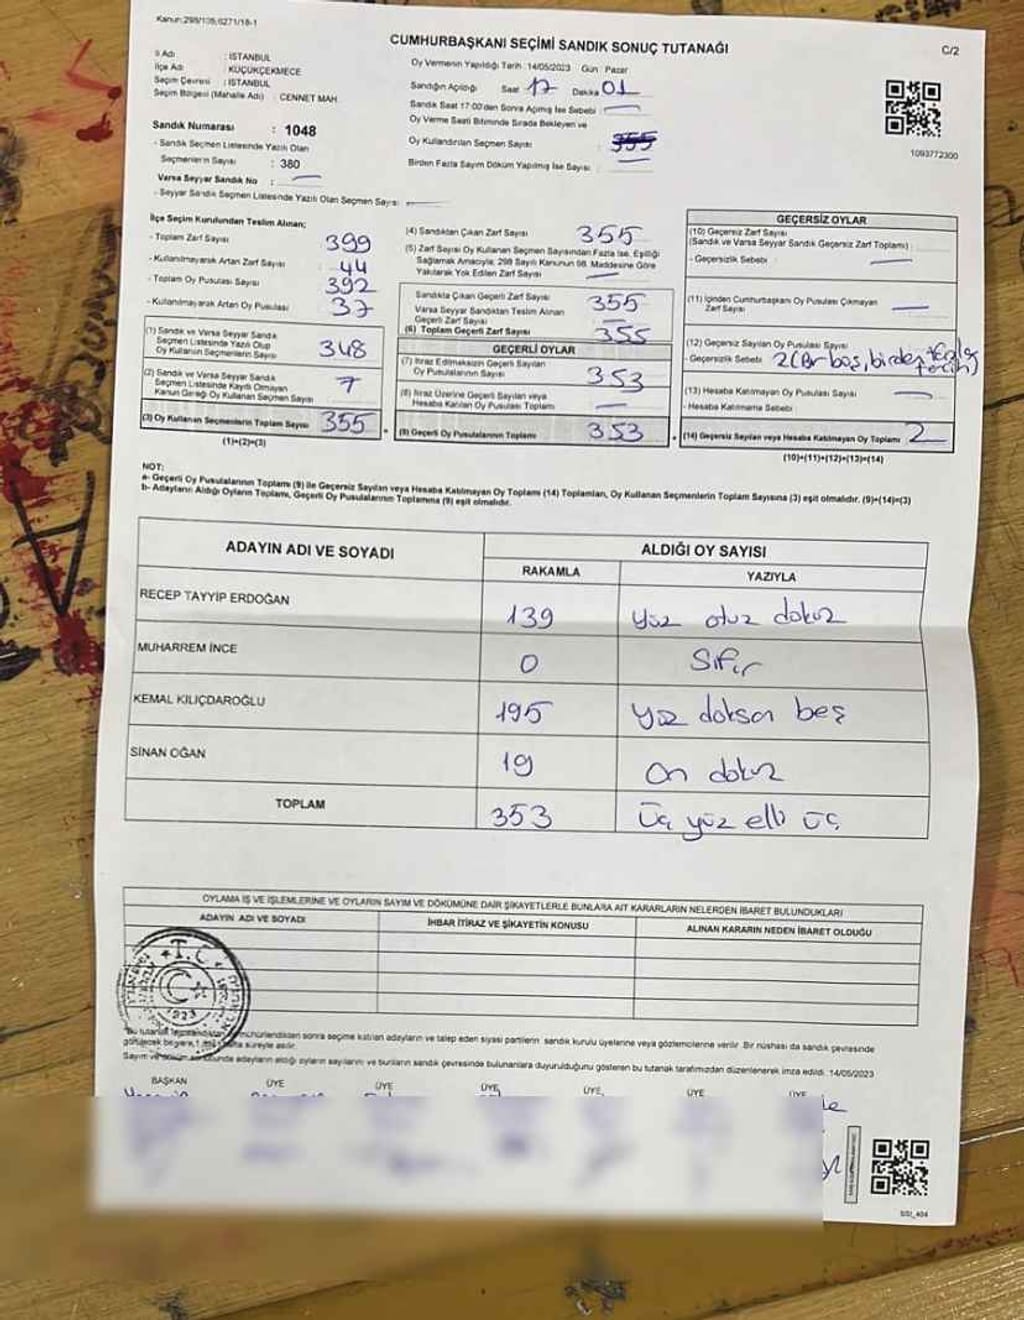 Kanun:298/105,6271/18-1
CUMHURBAŞKANI SEÇİMİ SANDIK SONUÇ TUTANAĞI
C/2
İl Adı : İSTANBUL
İlçe Adı : KÜÇÜKÇEKMECE
Seçim Çevresi : İSTANBUL
Seçim Bölgesi (Mahalle Adı) : CENNET MAH.
Oy Vermenin Yapıldığı Tarih :14/05/2023 Gün :Pazar
Sandığın Açıldığı Saat 17 Dakika 01
Sandık Saat 17:00'den Sonra Açılmış İse Sebebi :
Oy Verme Saati Bitiminde Sırada Bekleyen ve
Oy Kullandırılan Seçmen Sayısı : 355
Birden Fazla Sayım Döküm Yapılmış İse Sayısı :
1093772300
Sandık Numarası : 1048
- Sandık Seçmen Listesinde Yazılı Olan
Seçmenlerin Sayısı : 380
Varsa Seyyar Sandık No :
- Seyyar Sandık Seçmen Listesinde Yazılı Olan Seçmen Sayısı :
İlçe Seçim Kurulundan Teslim Alınan;
- Toplam Zarf Sayısı 399
- Kullanılmayarak Artan Zarf Sayısı 44
- Toplam Oy Pusulası Sayısı 392
- Kullanılmayarak Artan Oy Pusulası 37
(1) Sandık ve Varsa Seyyar Sandık
Seçmen Listesinde Yazılı Olup
Oy Kullanan Seçmenlerin Sayısı 348
(2) Sandık ve Varsa Seyyar Sandık
Seçmen Listesinde Kayıtlı Olmayan
Kanun Gereği Oy Kullanan Seçmen Sayısı 7
(3) Oy Kullanan Seçmenlerin Toplam Sayısı 355
(1)+(2)=(3)
(4) Sandıktan Çıkan Zarf Sayısı 355
(5) Zarf Sayısı Oy Kullanan Seçmen Sayısından Fazla İse, Eşitliği
Sağlamak Amacıyla, 298 Sayılı Kanunun 98. Maddesine Göre
Yakılarak Yok Edilen Zarf Sayısı
Sandıkta Çıkan Geçerli Zarf Sayısı 355
Varsa Seyyar Sandıktan Teslim Alınan
Geçerli Zarf Sayısı
(6) Toplam Geçerli Zarf Sayısı 355
GEÇERLİ OYLAR
(7) İtiraz Edilmeksizin Geçerli Sayılan
Oy Pusulalarının Sayısı 353
(8) İtiraz Üzerine Geçerli Sayılan veya
Hesaba Katılan Oy Pusulası Toplamı
(9) Geçerli Oy Pusulalarının Toplamı 353
GEÇERSİZ OYLAR
(10) Geçersiz Zarf Sayısı
(Sandık ve Varsa Seyyar Sandık Geçersiz Zarf Toplamı) :
- Geçersizlik Sebebi :
(11) İçinden Cumhurbaşkanı Oy Pusulası Çıkmayan
Zarf Sayısı :
(12) Geçersiz Sayılan Oy Pusulası Sayısı
- Geçersizlik Sebebi 2 (Bir boş, birden fazla tercih)
(13) Hesaba Katılmayan Oy Pusulası Sayısı
- Hesaba Katılmama Sebebi
(14) Geçersiz Sayılan veya Hesaba Katılmayan Oy Toplamı 2
(10)+(11)+(12)+(13)=(14)
NOT:
a- Geçerli Oy Pusulalarının Toplamı (9) ile Geçersiz Sayılan veya Hesaba Katılmayan Oy Toplamı (14) Toplamları, Oy Kullanan Seçmenlerin Toplam Sayısına (3) eşit olmalıdır. (9)+(14)=(3)
b- Adayların Aldığı Oyların Toplamı, Geçerli Oy Pusulalarının Toplamına (9) eşit olmalıdır.
ADAYIN ADI VE SOYADI
ALDIĞI OY SAYISI
RAKAMLA YAZIYLA
RECEP TAYYİP ERDOĞAN 139 yüz otuz dokuz
MUHARREM İNCE 0 Sıfır
KEMAL KILIÇDAROĞLU 195 yüz doksan beş
SİNAN OĞAN 19 on dokuz
TOPLAM 353 üç yüz elli üç
OYLAMA İŞ VE İŞLEMLERİNE VE OYLARIN SAYIM VE DÖKÜMÜNE DAİR ŞİKAYETLERLE BUNLARA AİT KARARLARIN NELERDEN İBARET BULUNDUKLARI
ADAYIN ADI VE SOYADI İHBAR İTİRAZ VE ŞİKAYETİN KONUSU ALINAN KARARIN NEDEN İBARET OLDUĞU
T.C.
1923
sonra seçime katılan adayların ve talep eden siyasi partilerin sandık kurulu üyelerine veya gözlemcilerine verilir. Bir nüshası da sandık çevresinde
süreyle asılır.
Sayım ve adayların aldığı oyların sayılarını ve bunların sandık çevresinde bulunanlara duyurulduğunu gösteren bu tutanak tarafımızdan düzenlenerek imza edildi. 14/05/2023
BAŞKAN ÜYE ÜYE ÜYE ÜYE ÜYE ÜYE
SSI_404